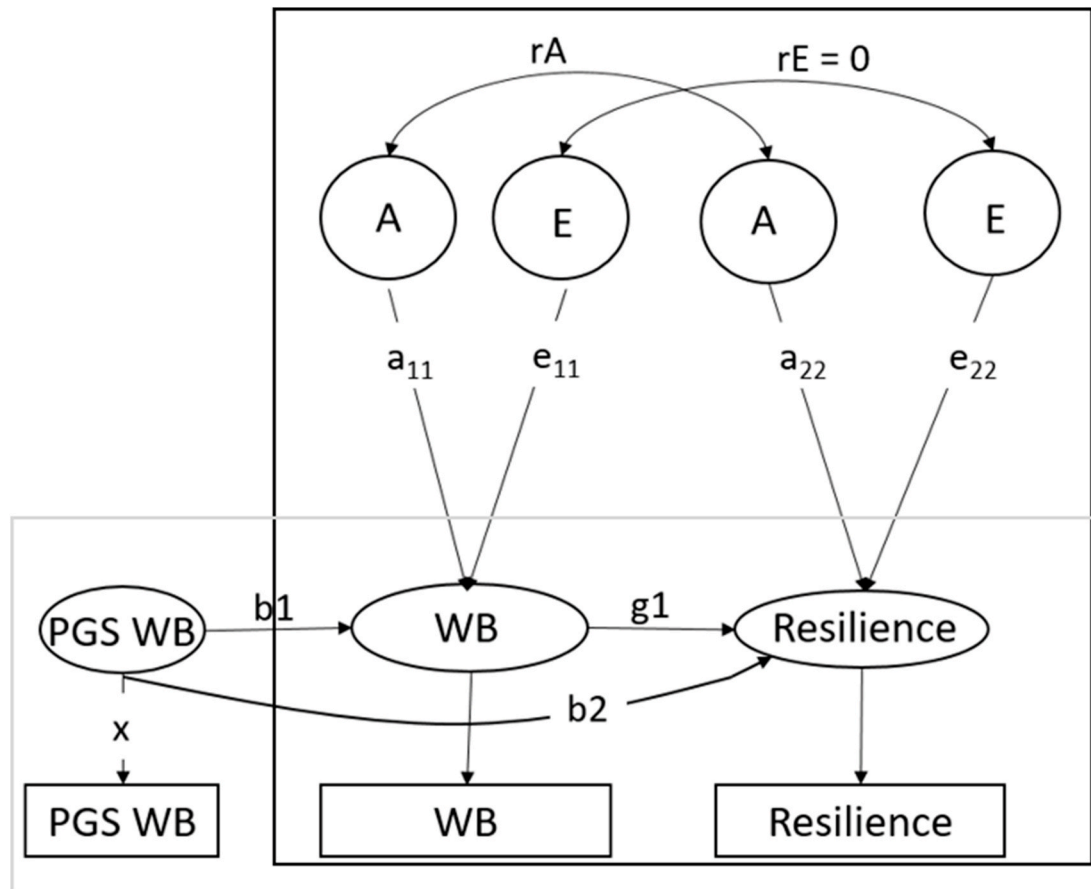 rA
rE = 0
A
E
A
E
a₁₁
e₁₁
a₂₂
e₂₂
PGS WB
b1
WB
g1
Resilience
b2
x
PGS WB
WB
Resilience